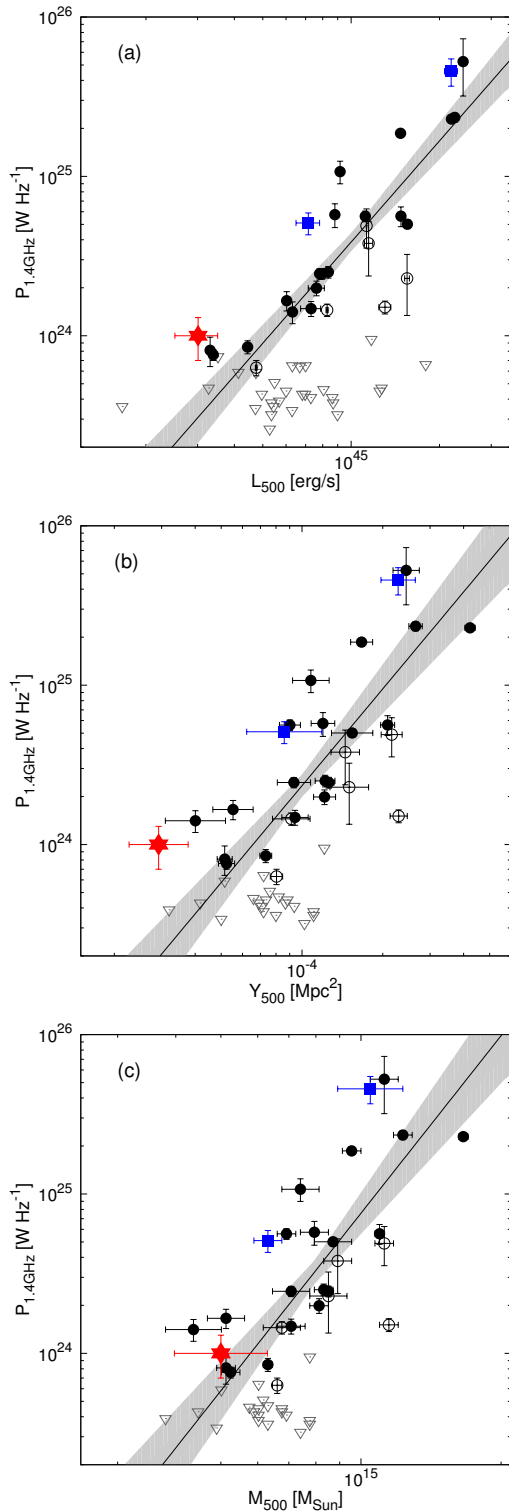 10^26
(a)
10^25
P_1.4GHz [W Hz^-1]
10^24
10^45
L_500 [erg/s]
10^26
(b)
10^25
P_1.4GHz [W Hz^-1]
10^24
10^-4
Y_500 [Mpc^2]
10^26
(c)
10^25
P_1.4GHz [W Hz^-1]
10^24
10^15
M_500 [M_Sun]